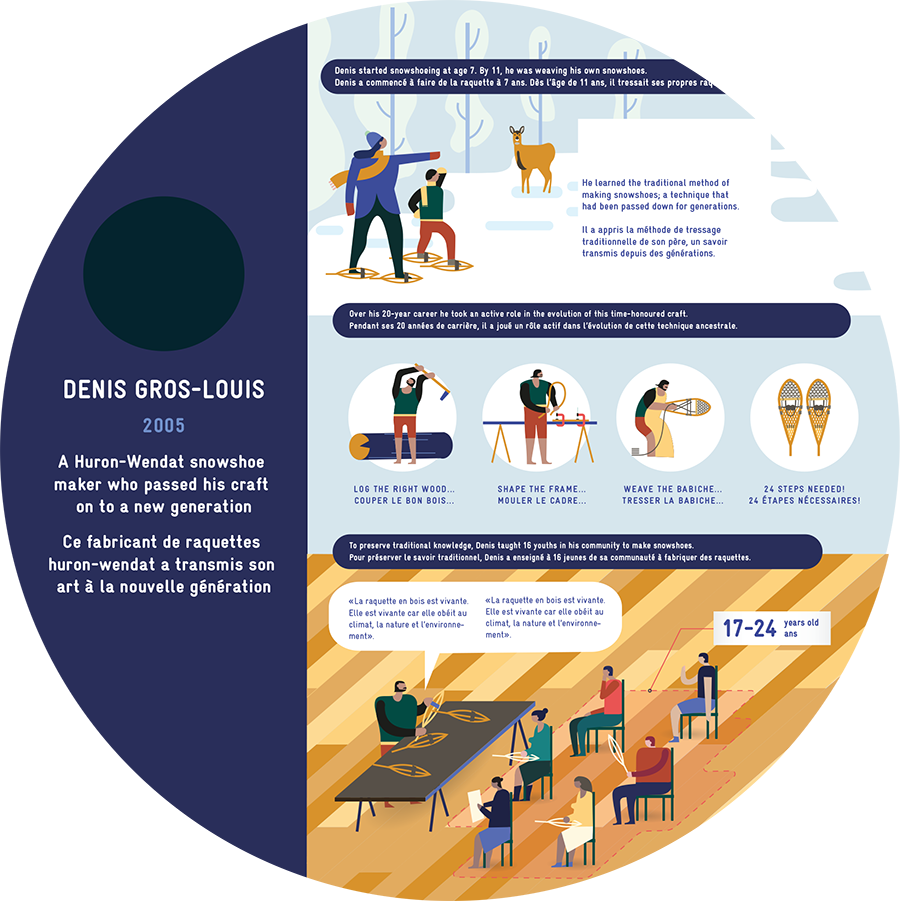 DENIS GROS-LOUIS
2005
A Huron-Wendat snowshoe
maker who passed his craft
on to a new generation
Ce fabricant de raquettes
huron-wendat a transmis son
art à la nouvelle génération
Denis started snowshoeing at age 7. By 11, he was weaving his own snowshoes.
Denis a commencé à faire de la raquette à 7 ans. Dès l'âge de 11 ans, il tressait ses propres
He learned the traditional method of
making snowshoes; a technique that
had been passed down for generations.
Il a appris la méthode de tressage
traditionnelle de son père, un savoir
transmis depuis des générations.
Over his 20-year career he took an active role in the evolution of this time-honoured craft.
Pendant ses 20 années de carrière, il a joué un rôle actif dans l'évolution de cette technique ancestrale.
LOG THE RIGHT WOOD...
COUPER LE BON BOIS...
SHAPE THE FRAME...
MOULER LE CADRE...
WEAVE THE BABICHE...
TRESSER LA BABICHE...
24 STEPS NEEDED!
24 ÉTAPES NÉCESSAIRES!
To preserve traditional knowledge, Denis taught 16 youths in his community to make snowshoes.
Pour préserver le savoir traditionnel, Denis a enseigné à 16 jeunes de sa communauté à fabriquer des raquettes.
«La raquette en bois est vivante.
Elle est vivante car elle obéit au
climat, la nature et l'environne-
ment».
«La raquette en bois est vivante.
Elle est vivante car elle obéit au
climat, la nature et l'environne-
ment».
17-24 years old
ans